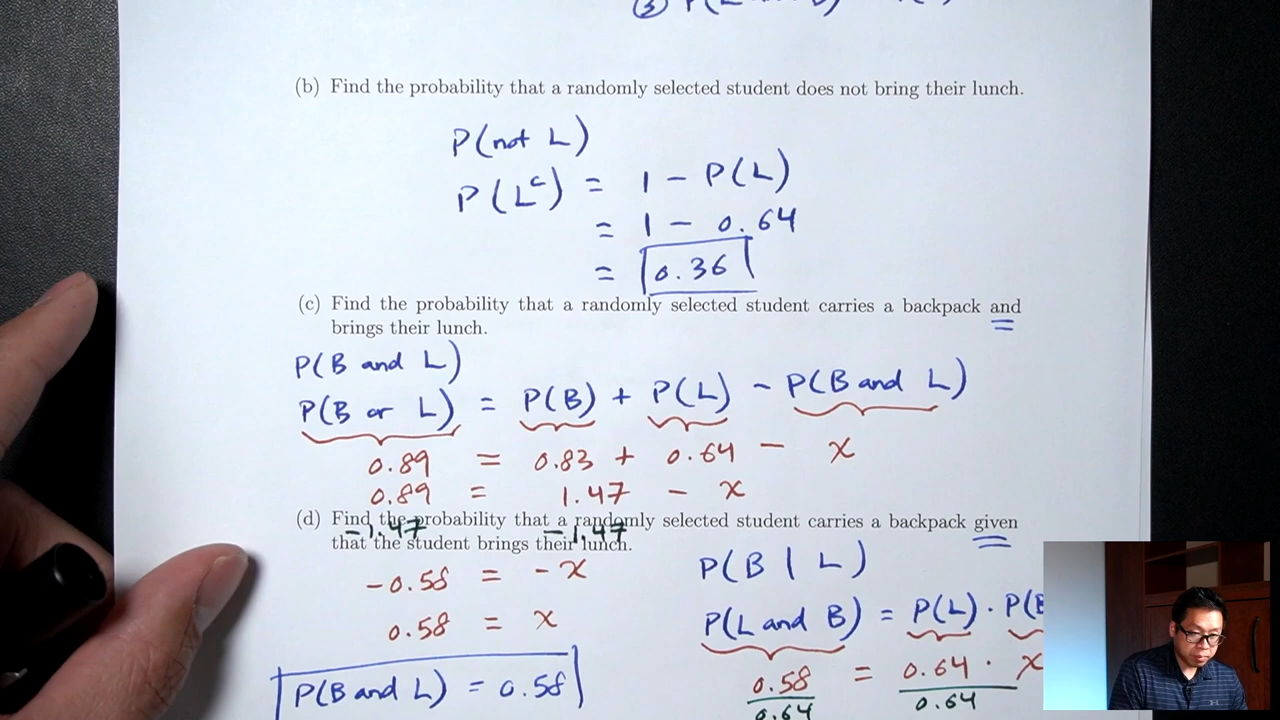 (b) Find the probability that a randomly selected student does not bring their lunch.
P(not L)
P(Lᶜ) = 1 - P(L)
= 1 - 0.64
= 0.36
(c) Find the probability that a randomly selected student carries a backpack and
brings their lunch.
P(B and L)
P(B or L) = P(B) + P(L) - P(B and L)
0.89 = 0.83 + 0.64 - x
0.89 = 1.47 - x
-1.47 -1.47
(d) Find the probability that a randomly selected student carries a backpack given
that the student brings their lunch.
-0.58 = -x
0.58 = x
P(B and L) = 0.58
P(B | L)
P(L and B) = P(L) · P(B
0.58 = 0.64 · x
0.64 0.64